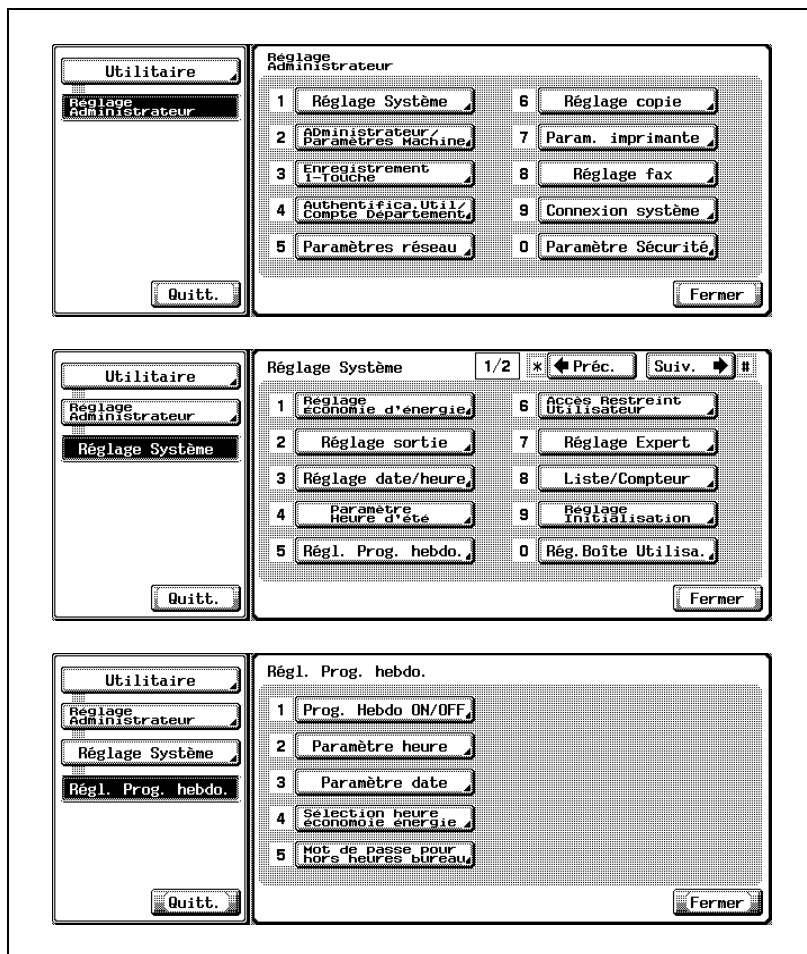 Utilitaire
Réglage
Administrateur
Quitt.
Réglage
Administrateur
1 Réglage Système
6 Réglage copie
2 ADministrateur/
Paramètres Machine
7 Param. imprimante
3 Enregistrement
1-Touche
8 Réglage fax
4 Authentifica.Util/
Compte Département
9 Connexion système
5 Paramètres réseau
0 Paramètre Sécurité
Fermer
Utilitaire
Réglage
Administrateur
Réglage Système
Quitt.
Réglage Système 1/2 * Préc. Suiv. #
1 Réglage
économie d'énergie
6 Accès Restreint
Utilisateur
2 Réglage sortie
7 Réglage Expert
3 Réglage date/heure
8 Liste/Compteur
4 Paramètre
Heure d'été
9 Réglage
Initialisation
5 Régl. Prog. hebdo.
0 Rég.Boîte Utilisa.
Fermer
Utilitaire
Réglage
Administrateur
Réglage Système
Régl. Prog. hebdo.
Quitt.
Régl. Prog. hebdo.
1 Prog. Hebdo ON/OFF
2 Paramètre heure
3 Paramètre date
4 Sélection heure
économoie énergie
5 Mot de passe pour
hors heures bureau
Fermer